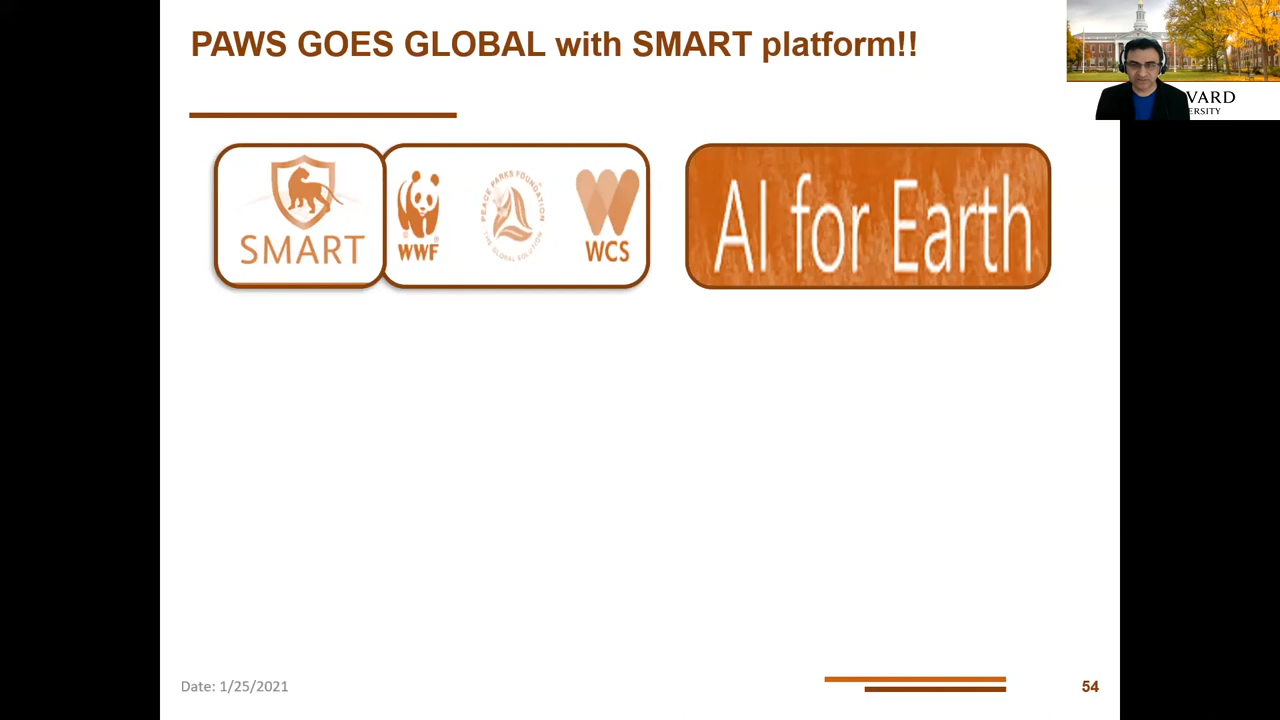 PAWS GOES GLOBAL with SMART platform!!
VARD
ERSITY
SMART
WWF
PEACE PARKS FOUNDATION
THE GLOBAL SOLUTION
WCS
AI for Earth
Date: 1/25/2021
54